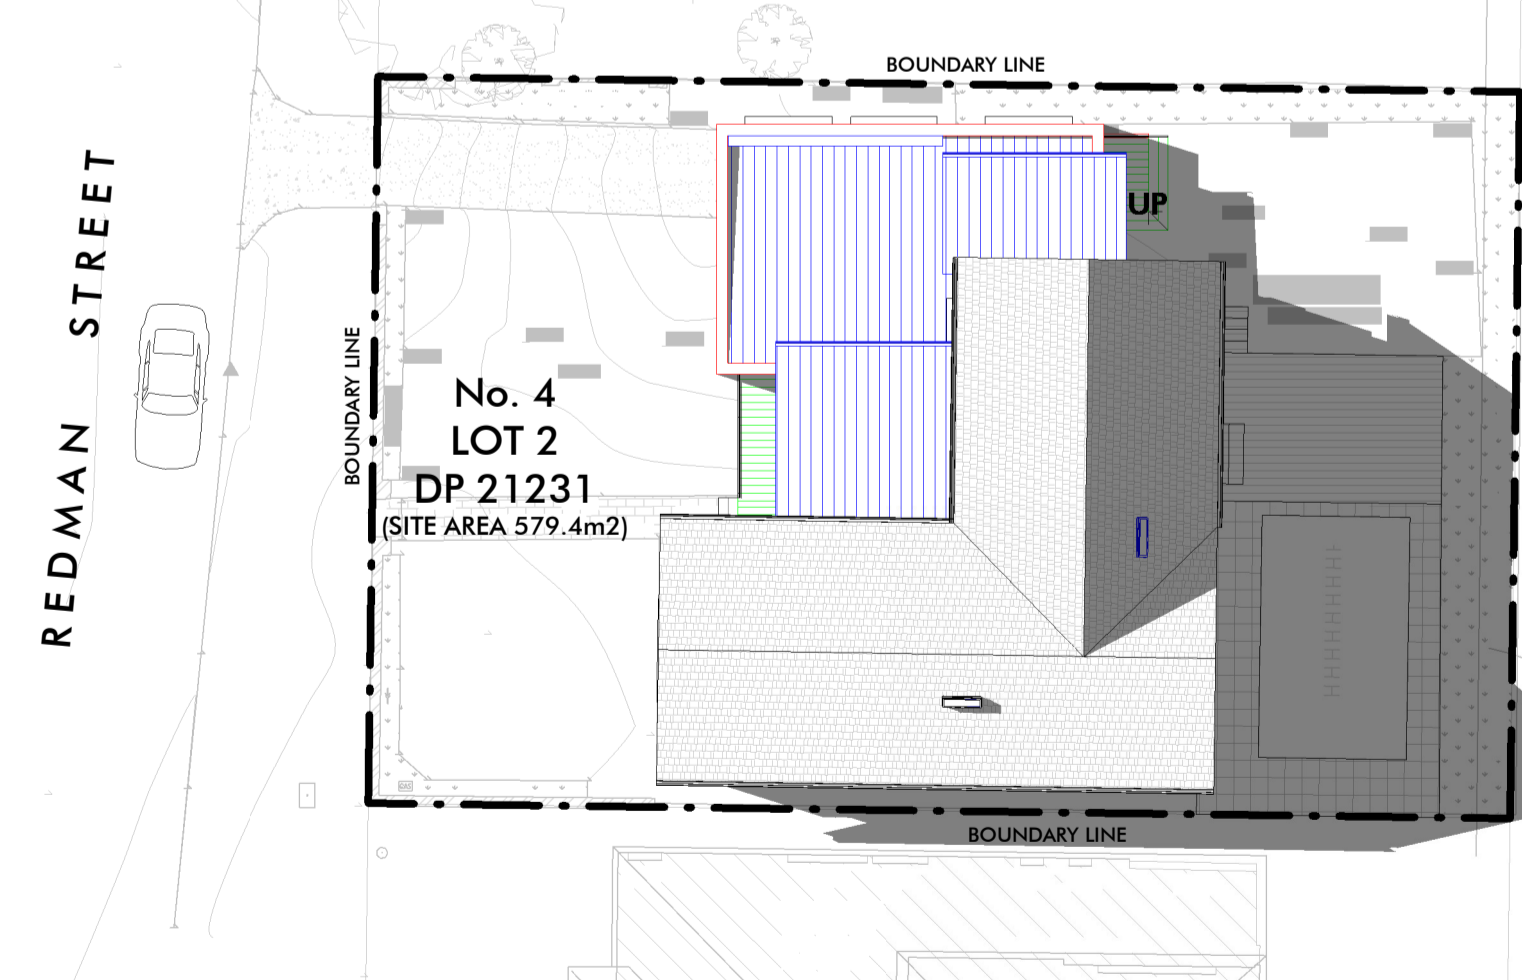 BOUNDARY LINE
REDMAN STREET
UP
BOUNDARY LINE
No. 4
LOT 2
DP 21231
(SITE AREA 579.4m2)
GAS
BOUNDARY LINE